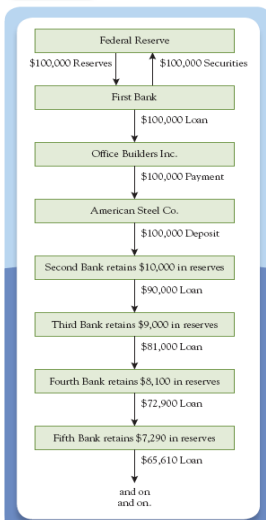 Federal Reserve
$100,000 Reserves $100,000 Securities
First Bank
$100,000 Loan
Office Builders Inc.
$100,000 Payment
American Steel Co.
$100,000 Deposit
Second Bank retains $10,000 in reserves
$90,000 Loan
Third Bank retains $9,000 in reserves
$81,000 Loan
Fourth Bank retains $8,100 in reserves
$72,900 Loan
Fifth Bank retains $7,290 in reserves
$65,610 Loan
and on
and on.